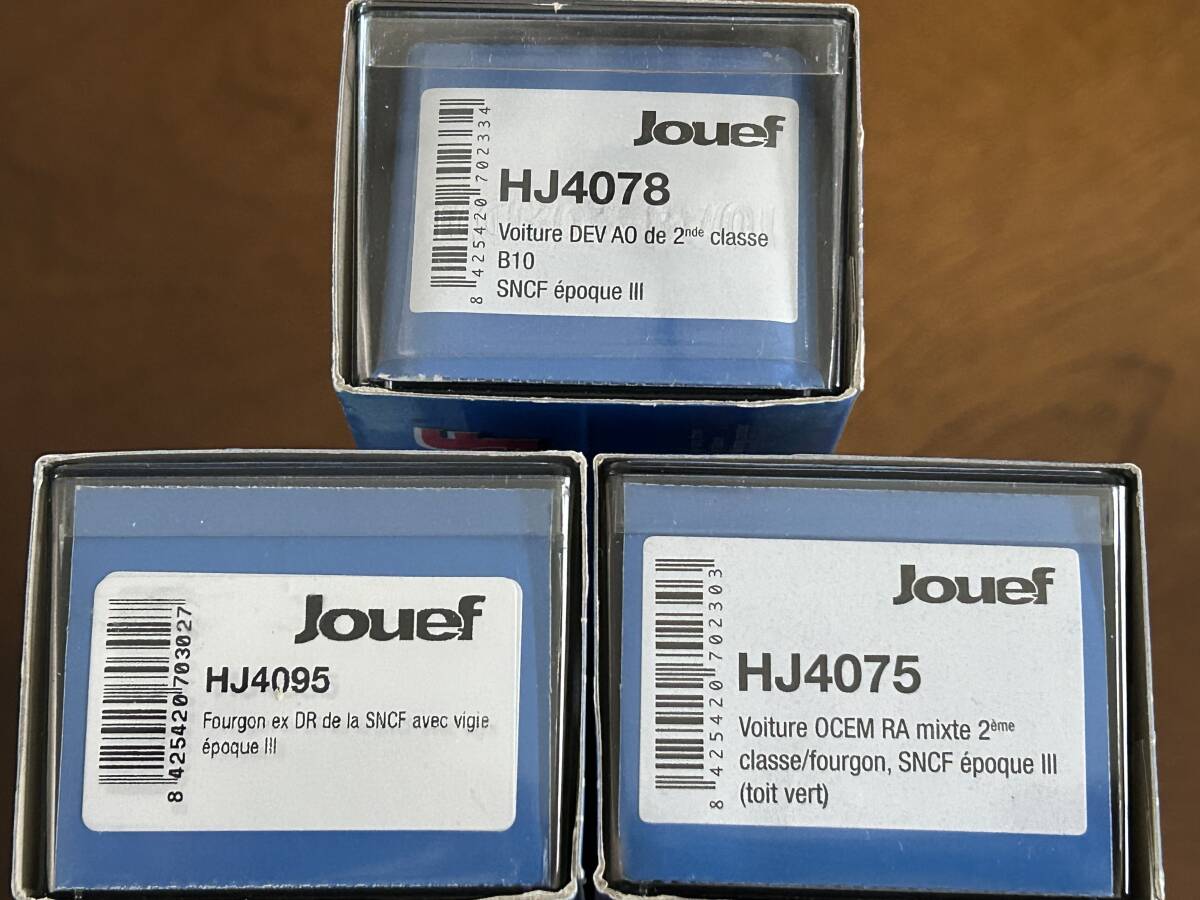 Jouef
HJ4078
Voiture DEV AO de 2nde classe
B10
SNCF époque III
8 425420 702334
Jouef
HJ4095
Fourgon ex DR de la SNCF avec vigie
époque III
8 425420 703027
Jouef
HJ4075
Voiture OCEM RA mixte 2ème
classe/fourgon, SNCF époque III
(toit vert)
8 425420 702303